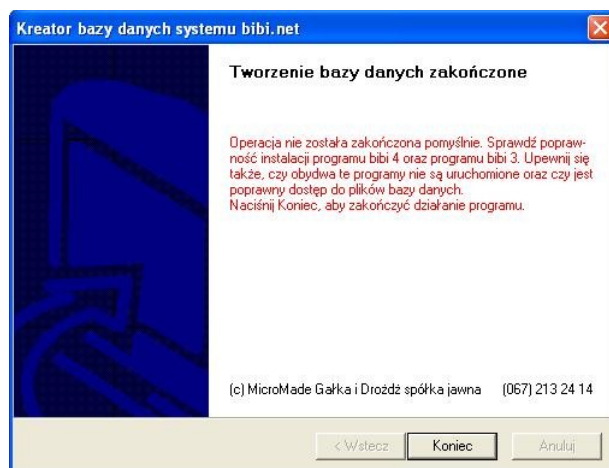 Kreator bazy danych systemu bibi.net
Tworzenie bazy danych zakończone
Operacja nie została zakończona pomyślnie. Sprawdź popraw-
ność instalacji programu bibi 4 oraz programu bibi 3. Upewnij się
także, czy obydwa te programy nie są uruchomione oraz czy jest
poprawny dostęp do plików bazy danych.
Naciśnij Koniec, aby zakończyć działanie programu.
(c) MicroMade Gałka i Drożdż spółka jawna (067) 213 24 14
< Wstecz Koniec Anuluj